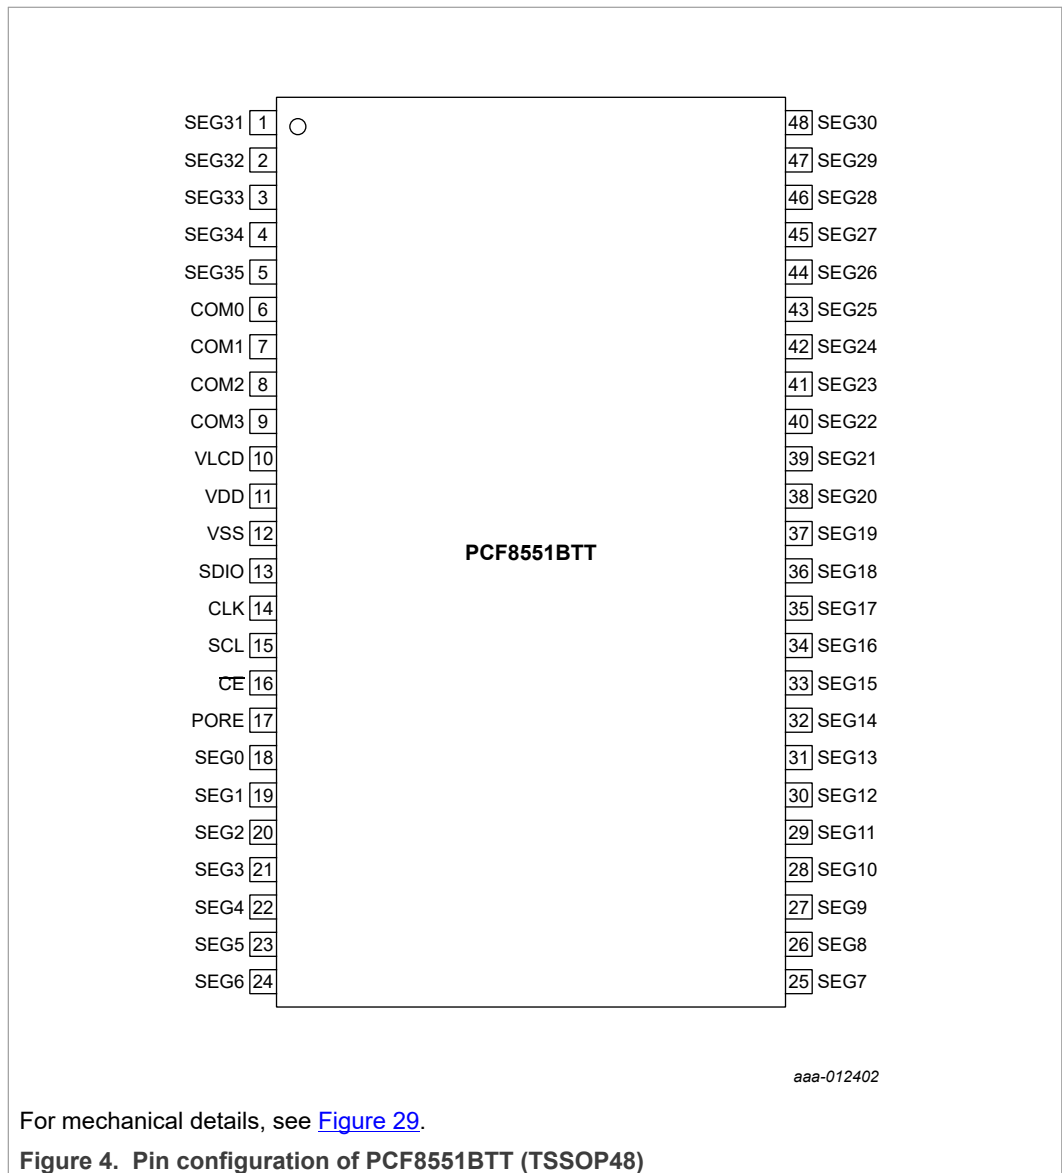 SEG31 1
SEG32 2
SEG33 3
SEG34 4
SEG35 5
COM0 6
COM1 7
COM2 8
COM3 9
VLCD 10
VDD 11
VSS 12
SDIO 13
CLK 14
SCL 15
CE 16
PORE 17
SEG0 18
SEG1 19
SEG2 20
SEG3 21
SEG4 22
SEG5 23
SEG6 24
PCF8551BTT
48 SEG30
47 SEG29
46 SEG28
45 SEG27
44 SEG26
43 SEG25
42 SEG24
41 SEG23
40 SEG22
39 SEG21
38 SEG20
37 SEG19
36 SEG18
35 SEG17
34 SEG16
33 SEG15
32 SEG14
31 SEG13
30 SEG12
29 SEG11
28 SEG10
27 SEG9
26 SEG8
25 SEG7
aaa-012402
For mechanical details, see Figure 29.
Figure 4. Pin configuration of PCF8551BTT (TSSOP48)